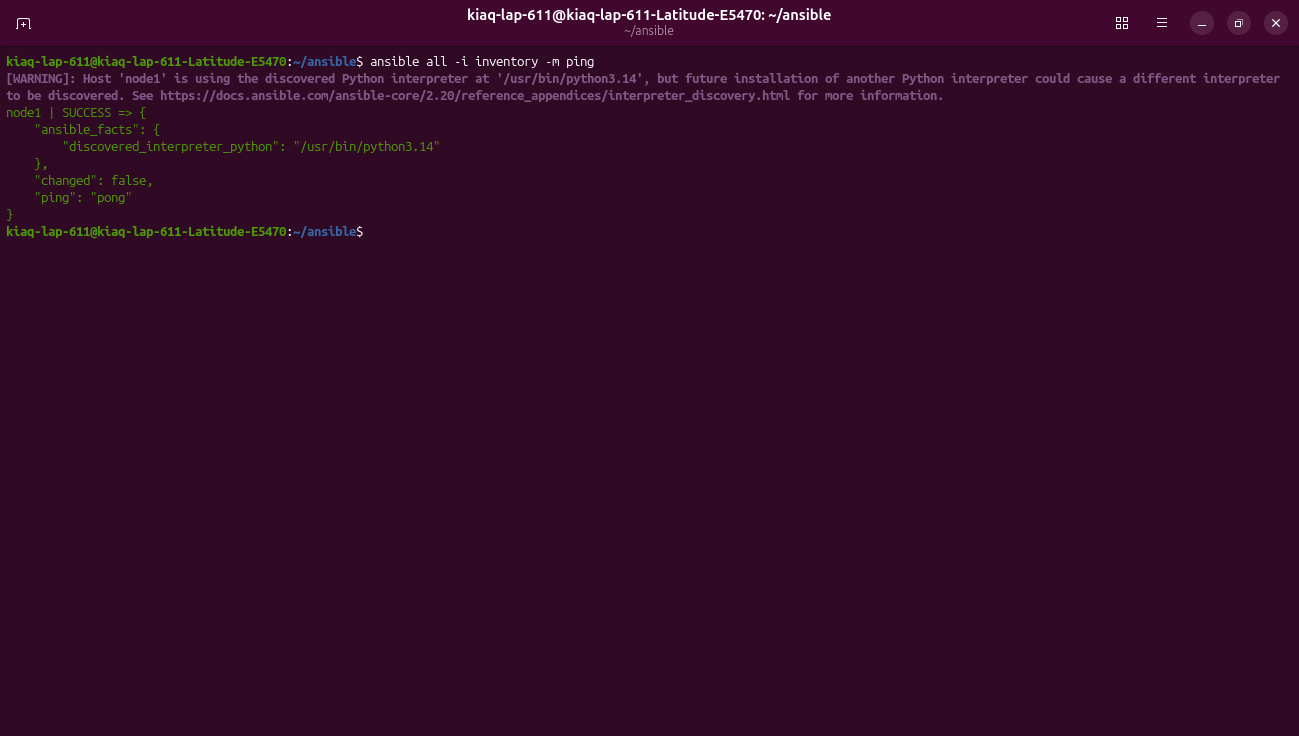 kiaq-lap-611@kiaq-lap-611-Latitude-E5470: ~/ansible
~/ansible
kiaq-lap-611@kiaq-lap-611-Latitude-E5470:~/ansible$ ansible all -i inventory -m ping
[WARNING]: Host 'node1' is using the discovered Python interpreter at '/usr/bin/python3.14', but future installation of another Python interpreter could cause a different interpreter
to be discovered. See https://docs.ansible.com/ansible-core/2.20/reference_appendices/interpreter_discovery.html for more information.
node1 | SUCCESS => {
    "ansible_facts": {
        "discovered_interpreter_python": "/usr/bin/python3.14"
    },
    "changed": false,
    "ping": "pong"
}
kiaq-lap-611@kiaq-lap-611-Latitude-E5470:~/ansible$